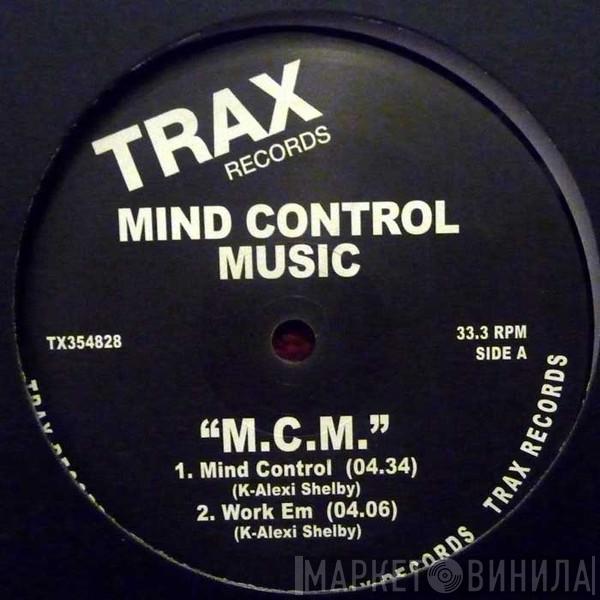 TRAX
RECORDS
MIND CONTROL
MUSIC
TX354828
33.3 RPM
SIDE A
"M.C.M."
1. Mind Control (04.34)
(K-Alexi Shelby)
2. Work Em (04.06)
(K-Alexi Shelby)
TRAX RECORDS
TRAX RECORDS
МАРКЕТ ВИНИЛА